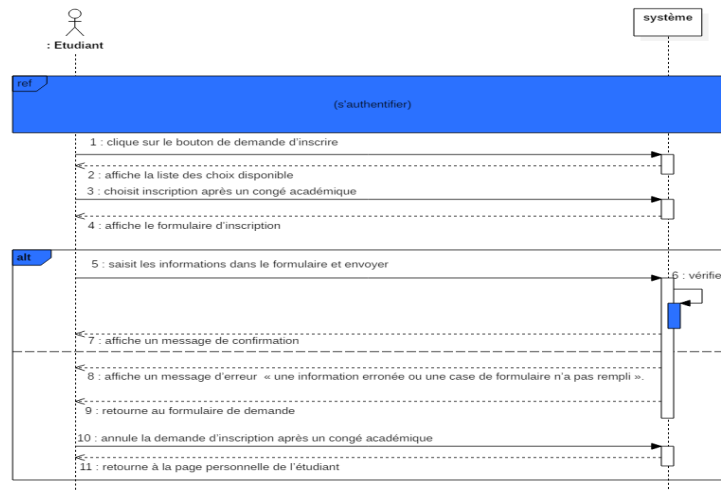 système
: Etudiant
ref
(s'authentifier)
1 : clique sur le bouton de demande d'inscrire
2 : affiche la liste des choix disponible
3 : choisit inscription après un congé académique
4 : affiche le formulaire d'inscription
alt
5 : saisit les informations dans le formulaire et envoyer
6 : vérifie
7 : affiche un message de confirmation
8 : affiche un message d'erreur « une information erronée ou une case de formulaire n'a pas rempli ».
9 : retourne au formulaire de demande
10 : annule la demande d'inscription après un congé académique
11 : retourne à la page personnelle de l'étudiant